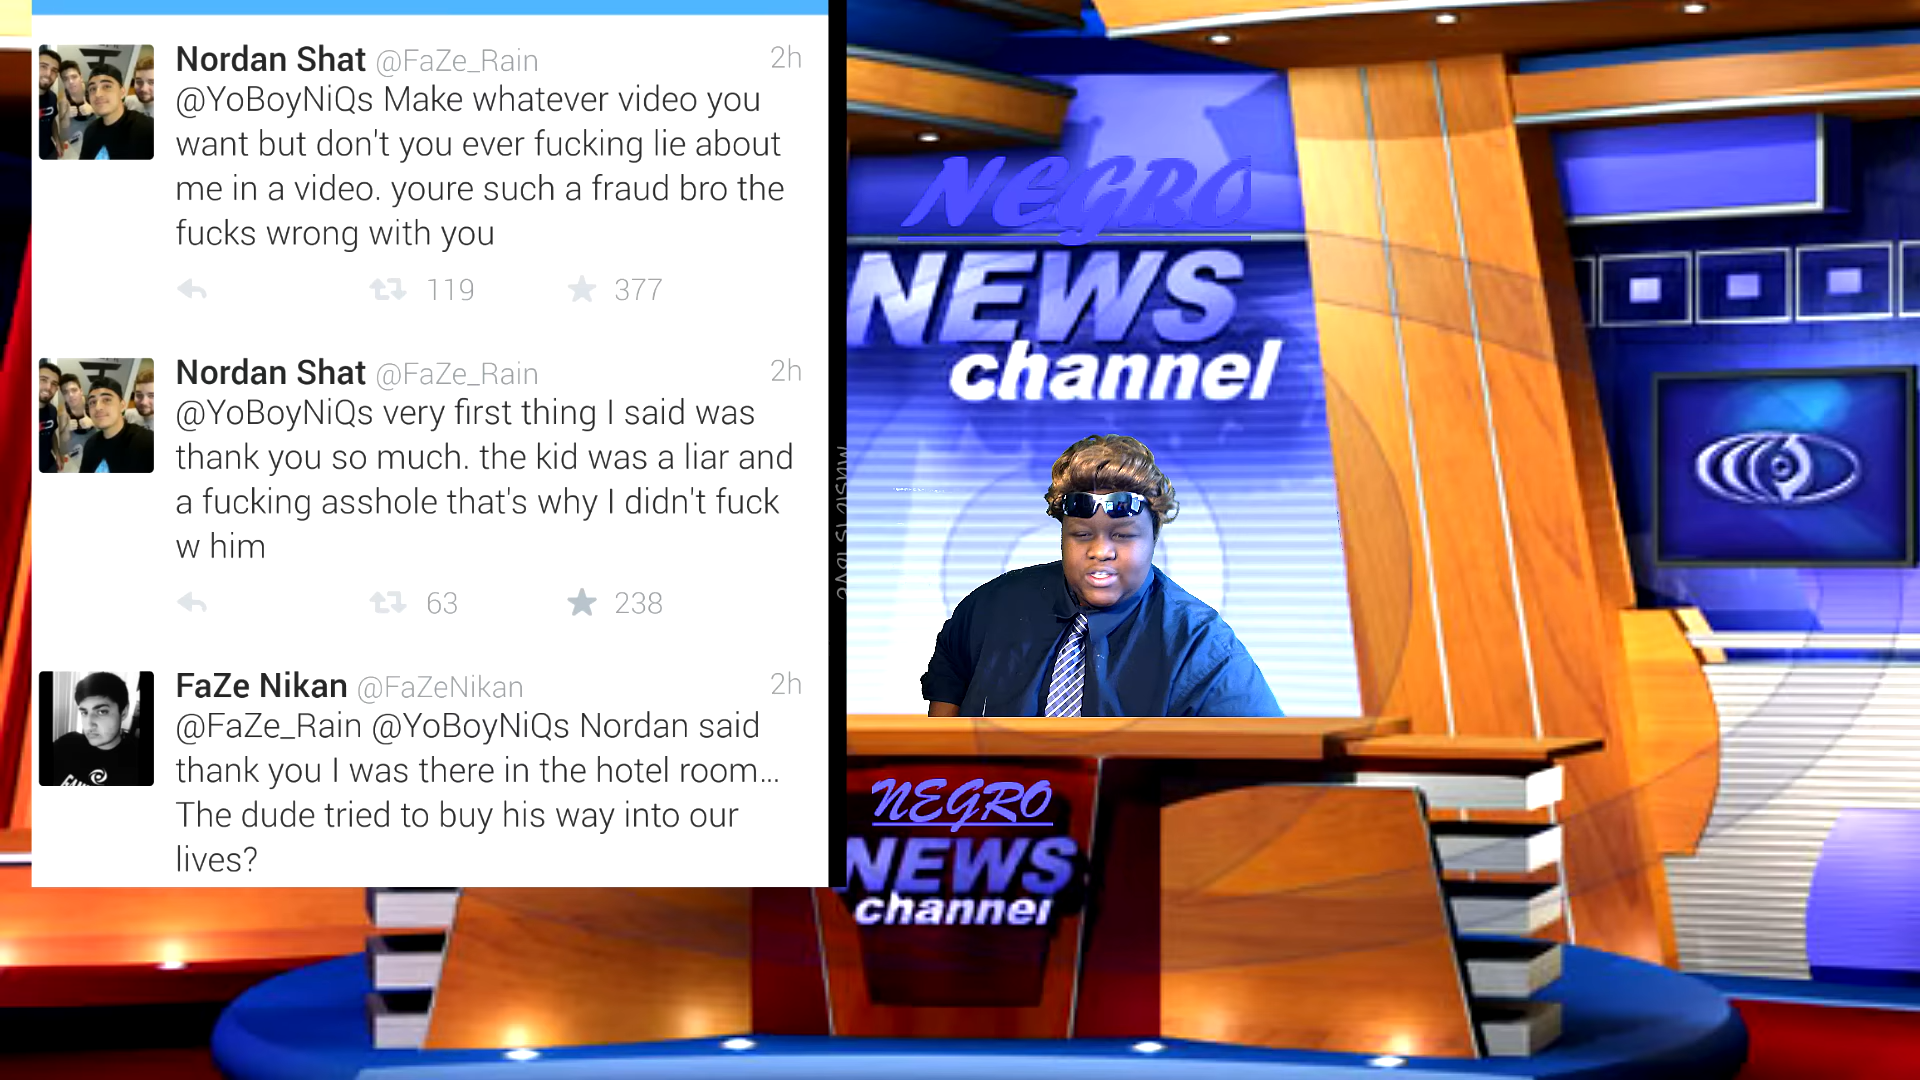 Nordan Shat @FaZe_Rain 2h
@YoBoyNiQs Make whatever video you
want but don't you ever fucking lie about
me in a video. youre such a fraud bro the
fucks wrong with you
119 377
Nordan Shat @FaZe_Rain 2h
@YoBoyNiQs very first thing I said was
thank you so much. the kid was a liar and
a fucking asshole that's why I didn't fuck
w him
63 238
FaZe Nikan @FaZeNikan 2h
@FaZe_Rain @YoBoyNiQs Nordan said
thank you I was there in the hotel room...
The dude tried to buy his way into our
lives?
NEGRO
NEWS
channel
NEGRO
NEWS
channel